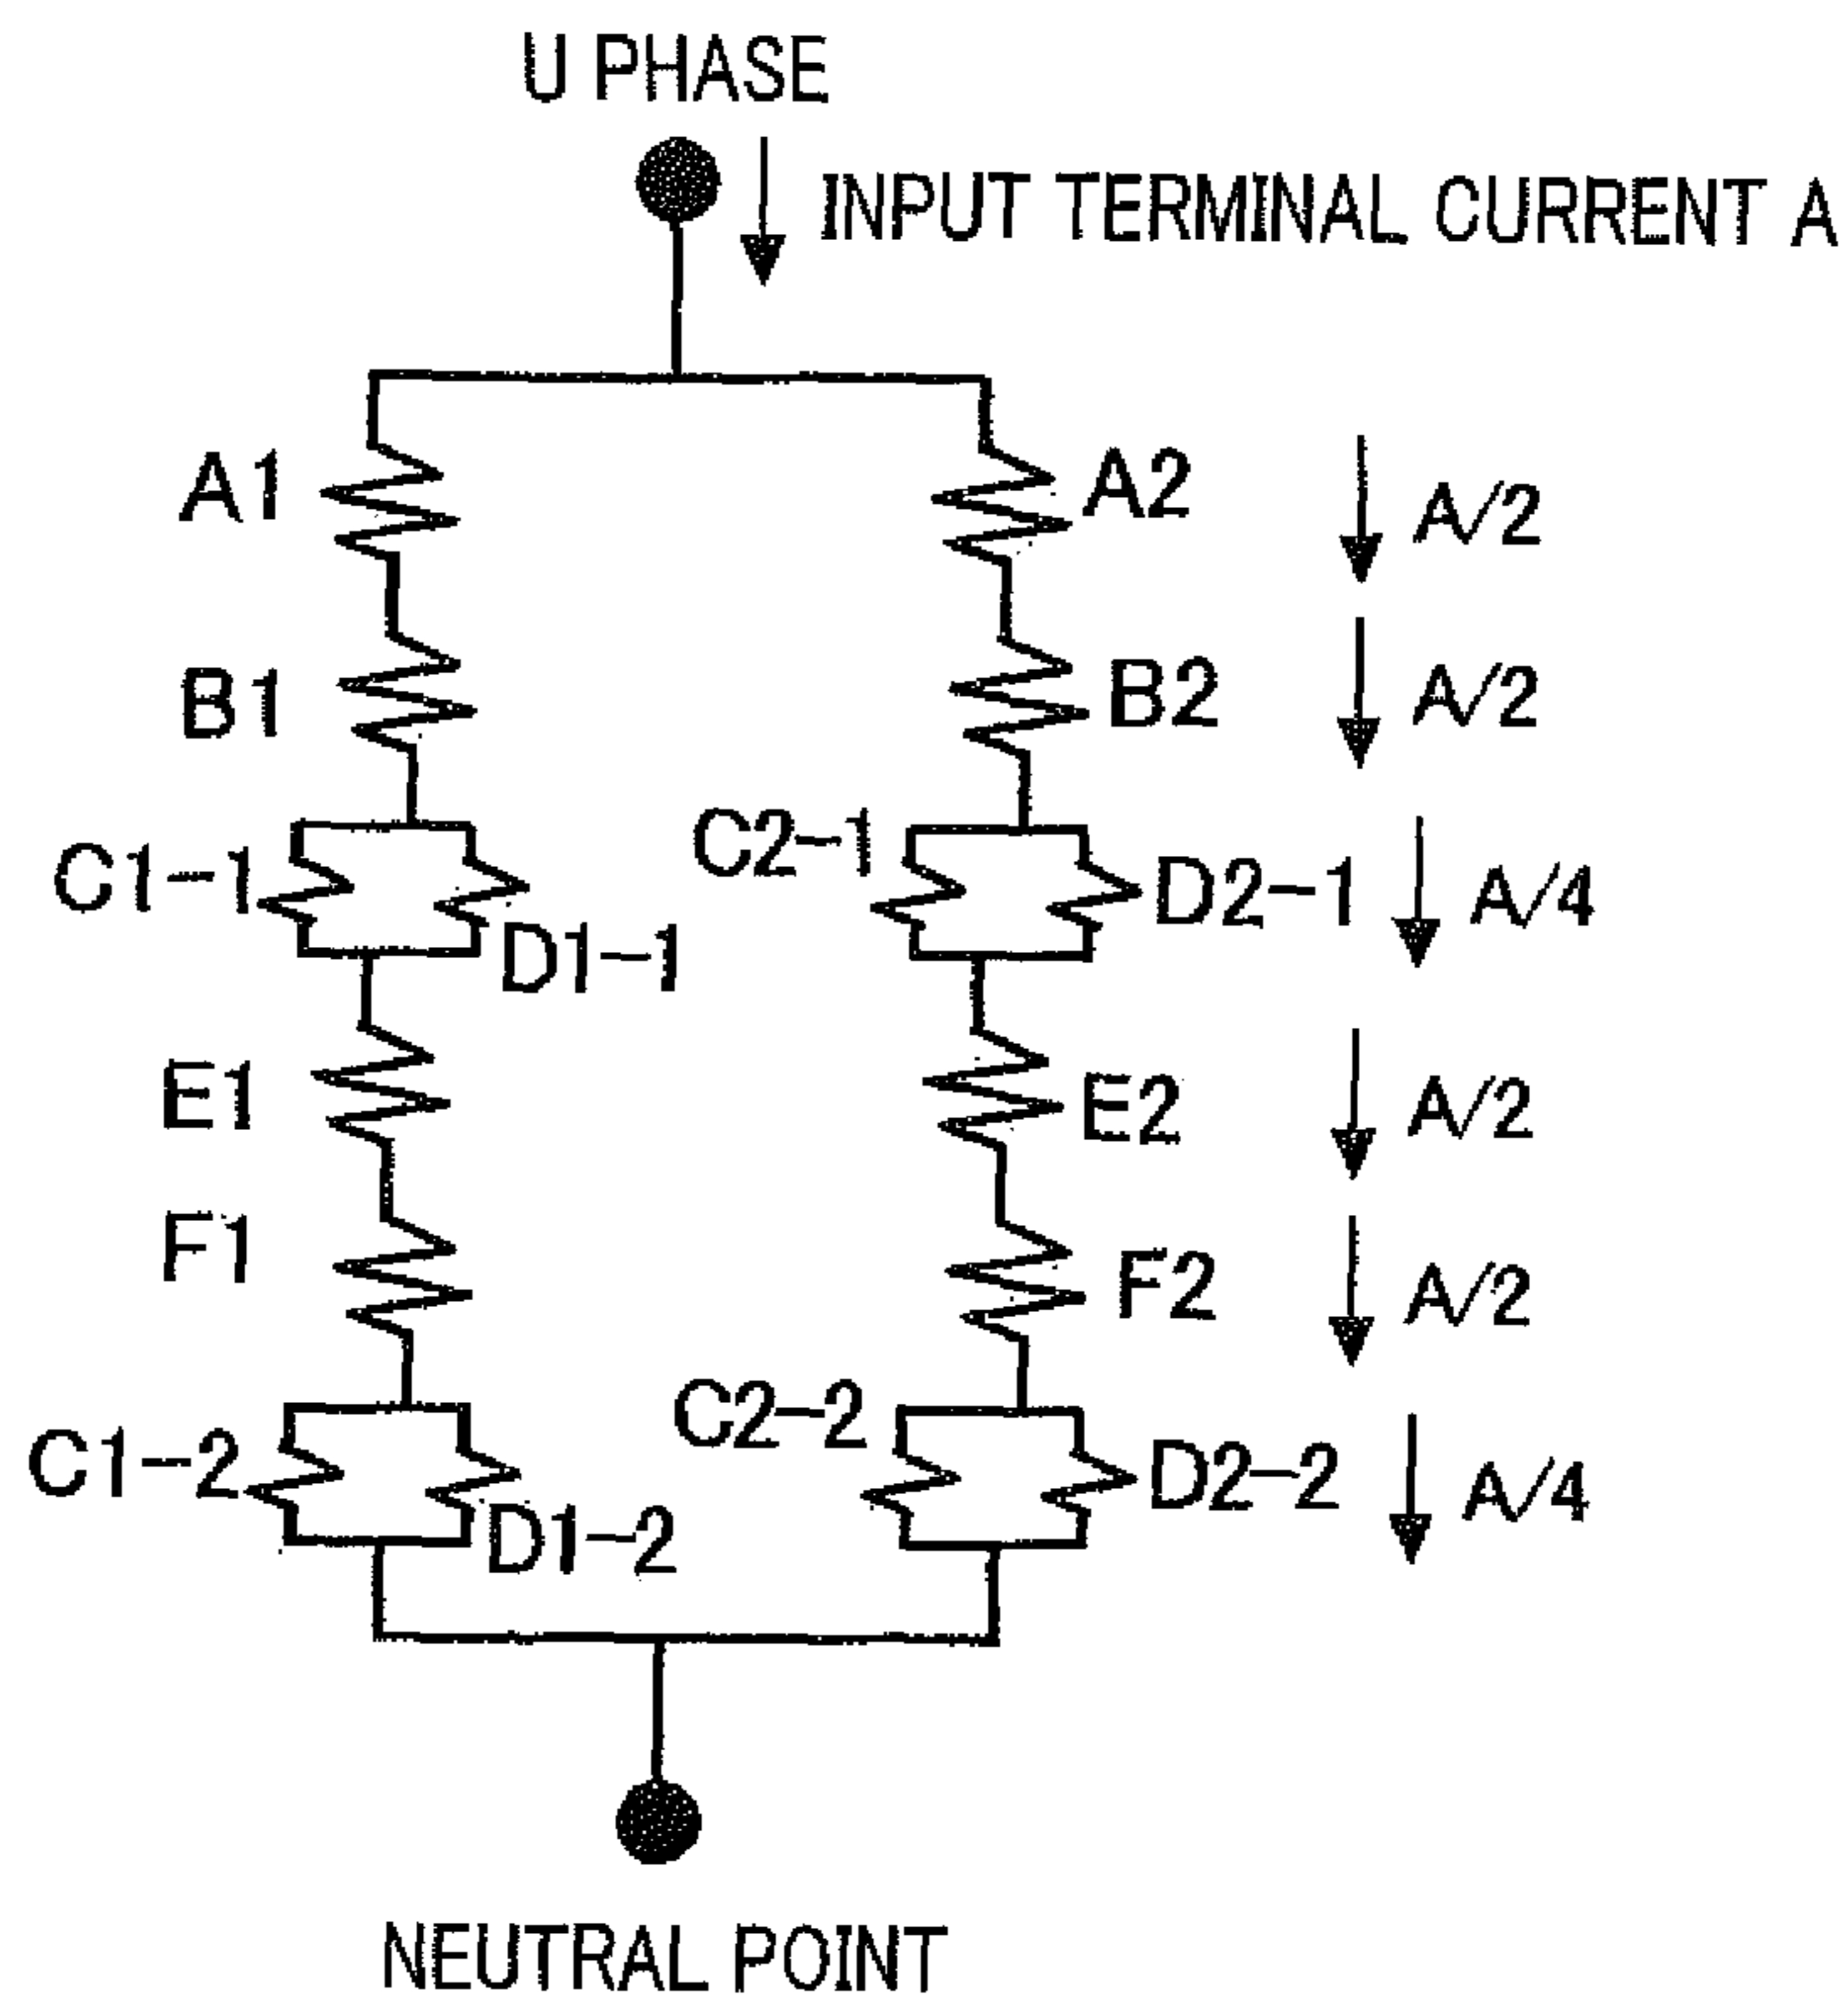 U PHASE
INPUT TERMINAL CURRENT A
A1
A2
A/2
B1
B2
A/2
C1-1
D1-1
C2-1
D2-1
A/4
E1
E2
A/2
F1
F2
A/2
C1-2
D1-2
C2-2
D2-2
A/4
NEUTRAL POINT